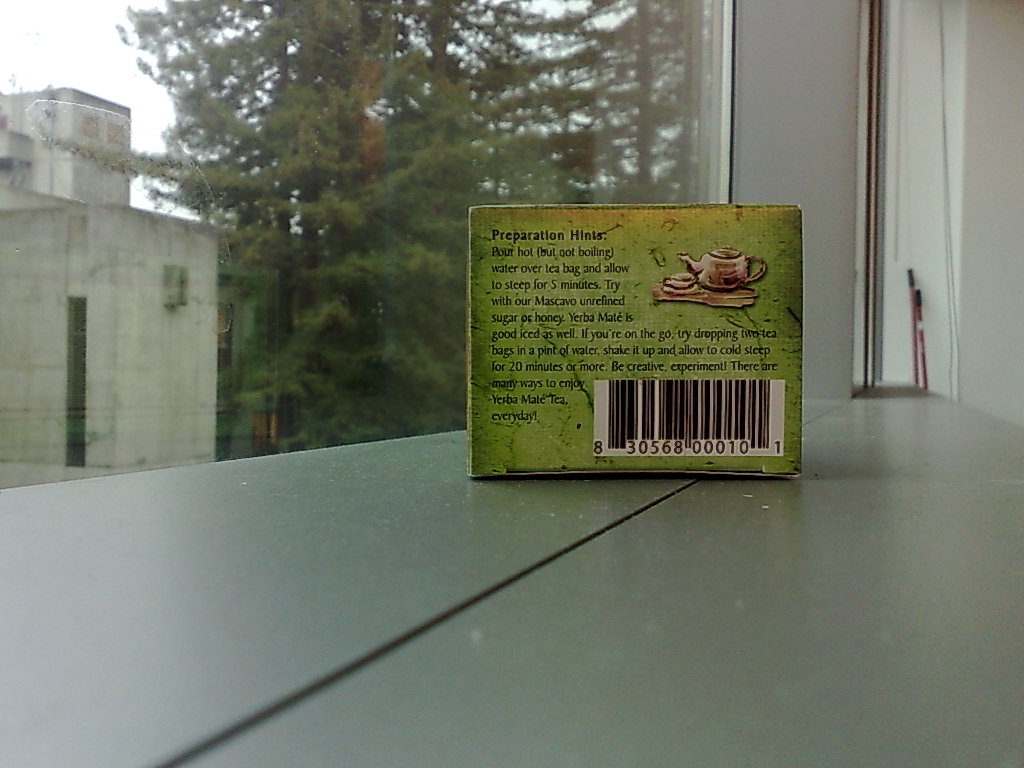 Preparation Hints:
Pour hot (but not boiling)
water over tea bag and allow
to steep for 5 minutes. Try
with our Mascavo unrefined
sugar or honey. Yerba Maté is
good iced as well. If you're on the go, try dropping two tea
bags in a pint of water, shake it up and allow to cold steep
for 20 minutes or more. Be creative, experiment! There are
many ways to enjoy
Yerba Maté Tea,
everyday!
8 30568 00010 1